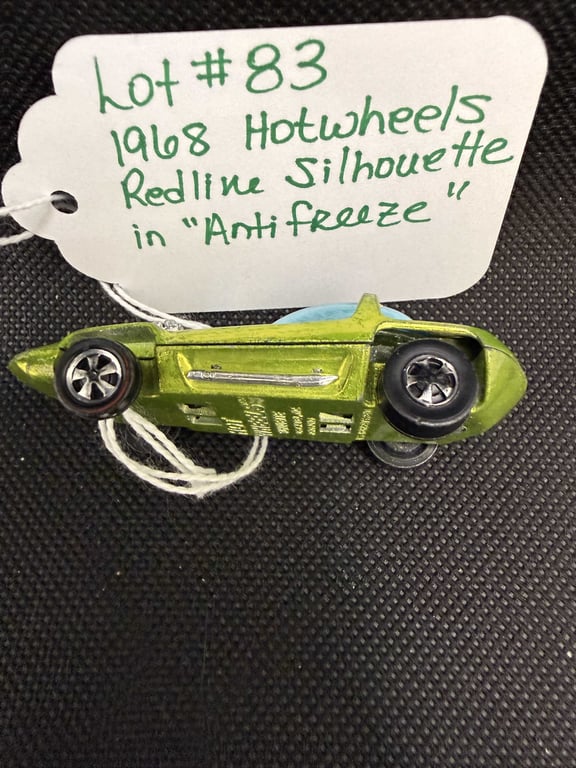 Lot #83
1968 Hotwheels
Redline Silhouette
in "Antifreeze"